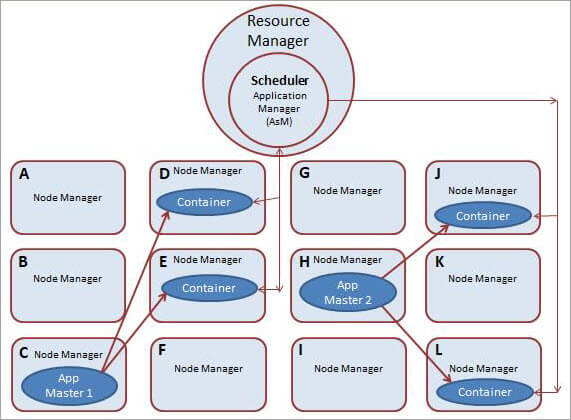 Resource
Manager
Scheduler
Application
Manager
(AsM)
A
Node Manager
D
Node Manager
Container
G
Node Manager
J
Node Manager
Container
B
Node Manager
E
Node Manager
Container
H
Node Manager
App
Master 2
K
Node Manager
C
Node Manager
App
Master 1
F
Node Manager
I
Node Manager
L
Node Manager
Container